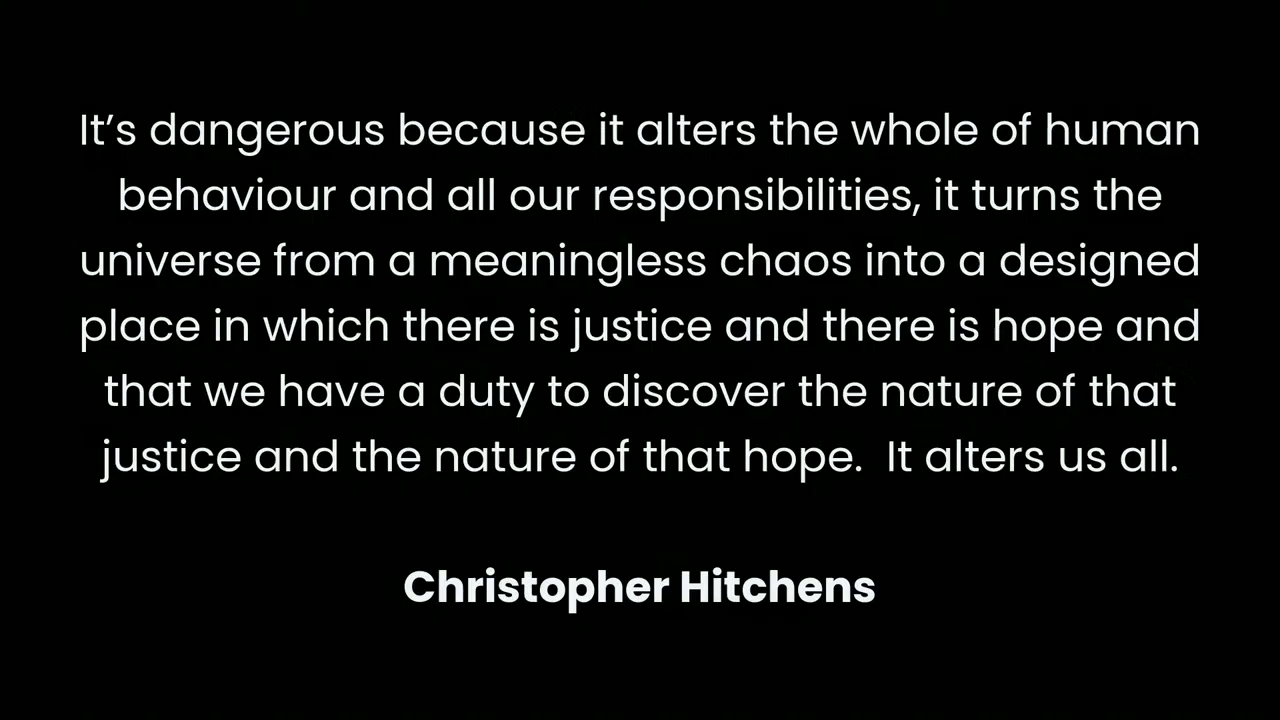 It’s dangerous because it alters the whole of human
behaviour and all our responsibilities, it turns the
universe from a meaningless chaos into a designed
place in which there is justice and there is hope and
that we have a duty to discover the nature of that
justice and the nature of that hope.  It alters us all.
Christopher Hitchens